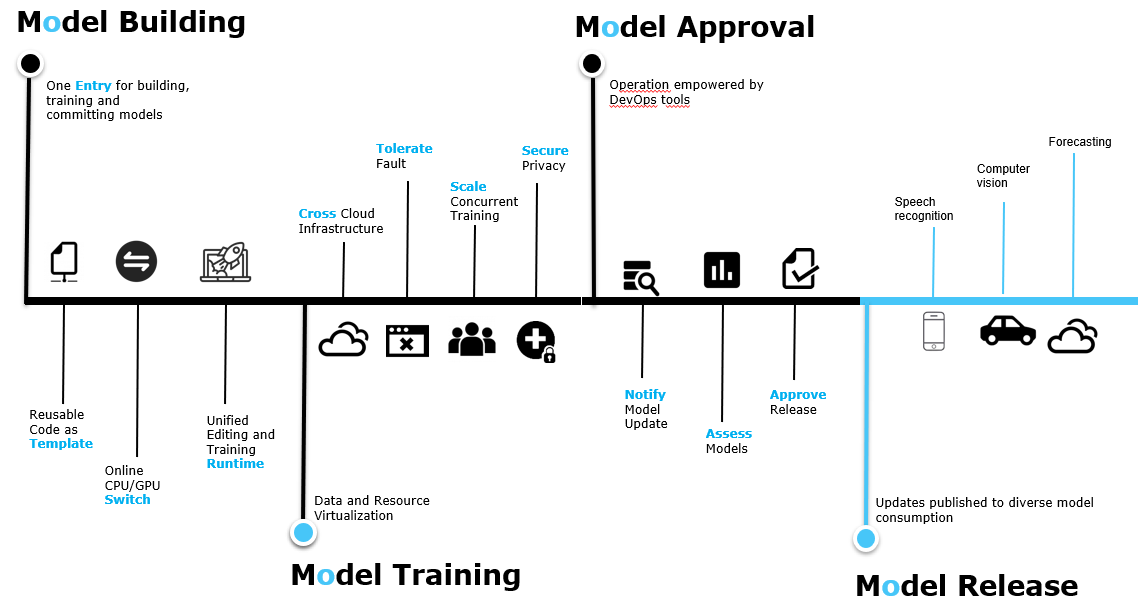 Model Building
One Entry for building,
training and
committing models
Reusable
Code as
Template
Online
CPU/GPU
Switch
Unified
Editing and
Training
Runtime
Cross Cloud
Infrastructure
Tolerate
Fault
Scale
Concurrent
Training
Secure
Privacy
Data and Resource
Virtualization
Model Training
Model Approval
Operation empowered by
DevOps tools
Notify
Model
Update
Assess
Models
Approve
Release
Speech
recognition
Computer
vision
Forecasting
Updates published to diverse model
consumption
Model Release